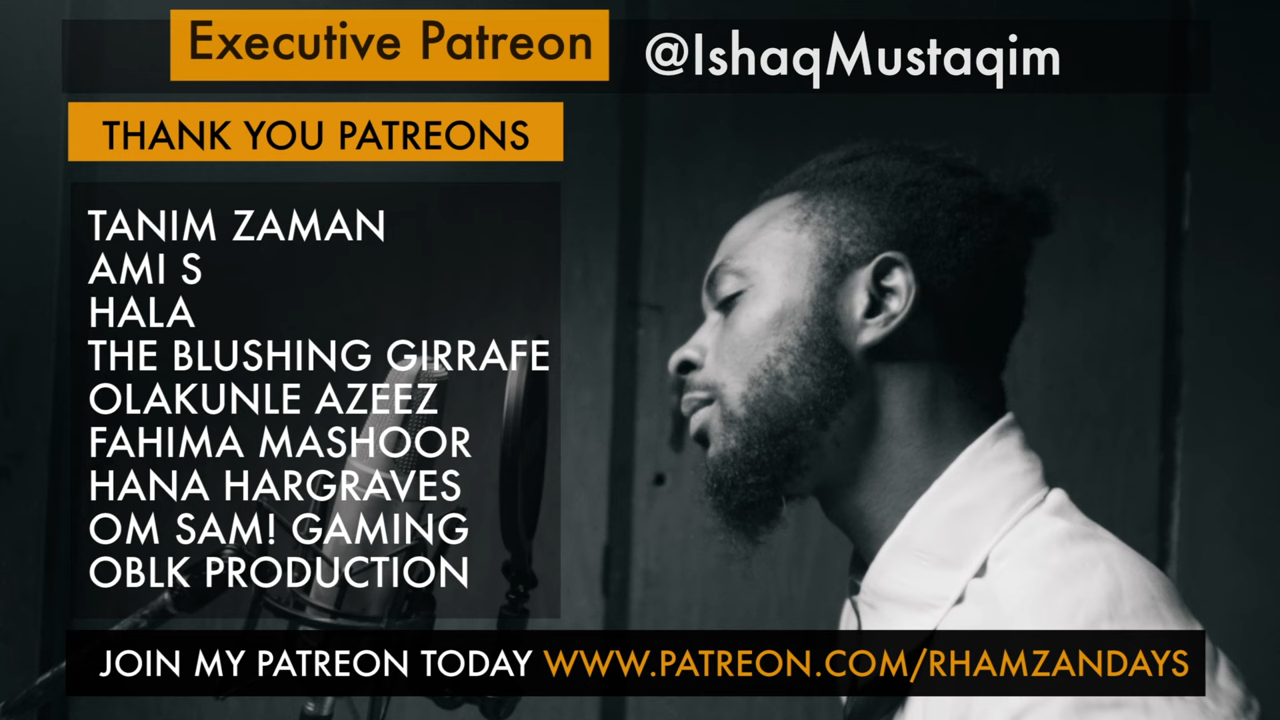 Executive Patreon @IshaqMustaqim
THANK YOU PATREONS
TANIM ZAMAN
AMI S
HALA
THE BLUSHING GIRRAFE
OLAKUNLE AZEEZ
FAHIMA MASHOOR
HANA HARGRAVES
OM SAM! GAMING
OBLK PRODUCTION
JOIN MY PATREON TODAY WWW.PATREON.COM/RHAMZANDAYS